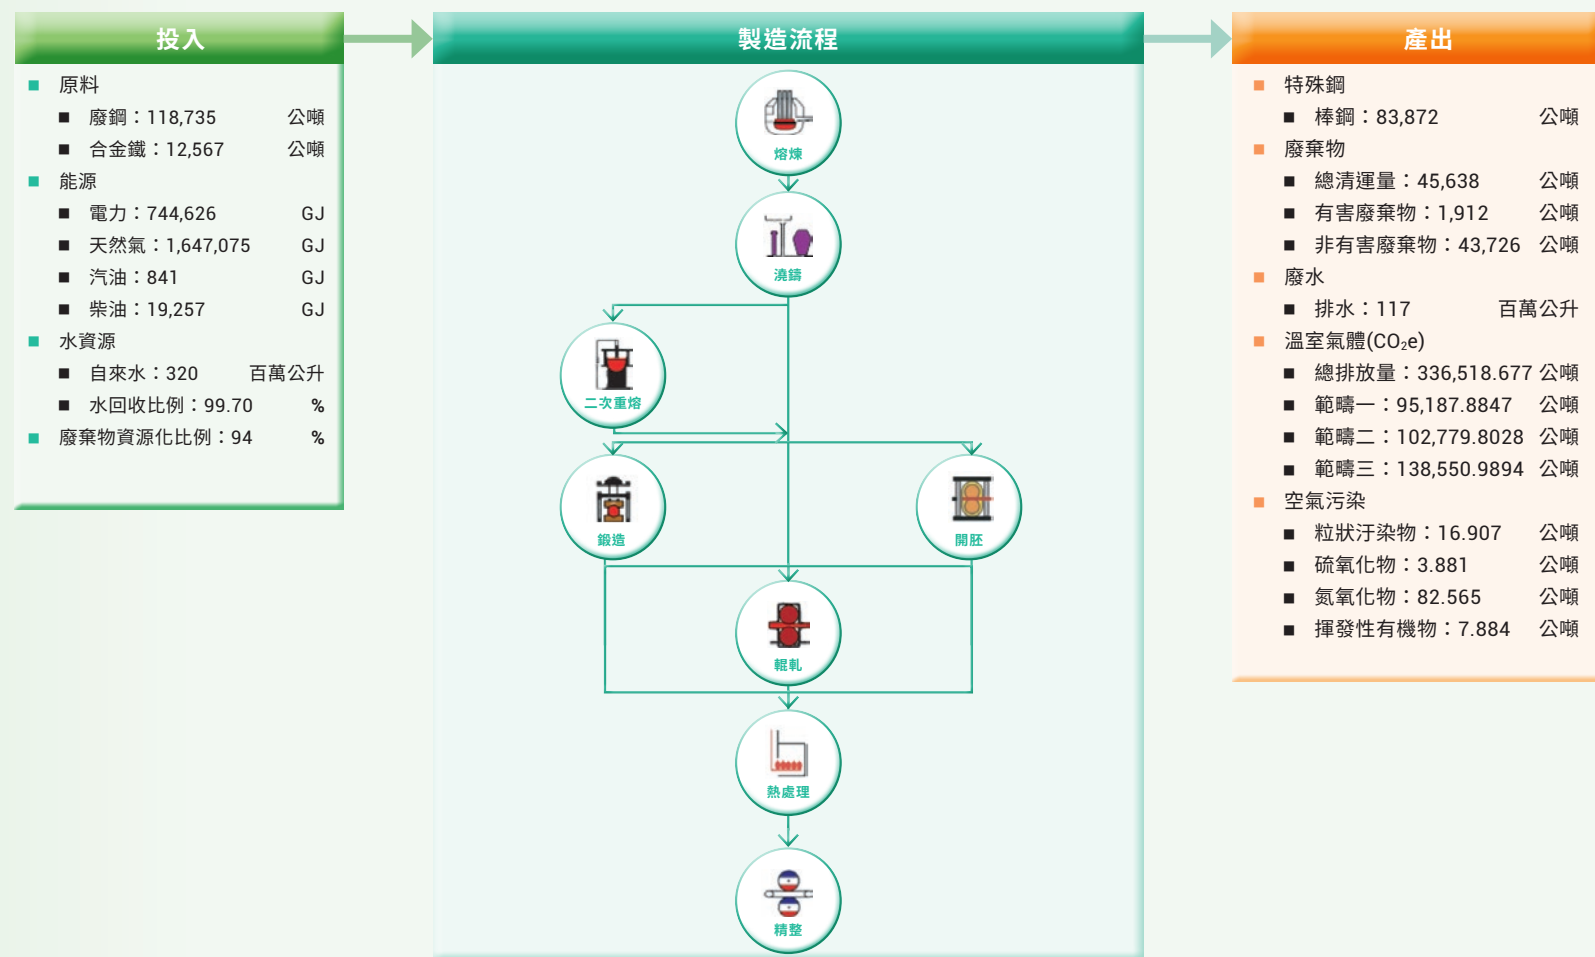 投入
原料
廢鋼：118,735 公噸
合金鐵：12,567 公噸
能源
電力：744,626 GJ
天然氣：1,647,075 GJ
汽油：841 GJ
柴油：19,257 GJ
水資源
自來水：320 百萬公升
水回收比例：99.70 %
廢棄物資源化比例：94 %
製造流程
熔煉
澆鑄
二次重熔
鍛造
開胚
輥軋
熱處理
精整
產出
特殊鋼
棒鋼：83,872 公噸
廢棄物
總清運量：45,638 公噸
有害廢棄物：1,912 公噸
非有害廢棄物：43,726 公噸
廢水
排水：117 百萬公升
溫室氣體(CO₂e)
總排放量：336,518.677 公噸
範疇一：95,187.8847 公噸
範疇二：102,779.8028 公噸
範疇三：138,550.9894 公噸
空氣污染
粒狀汙染物：16.907 公噸
硫氧化物：3.881 公噸
氮氧化物：82.565 公噸
揮發性有機物：7.884 公噸